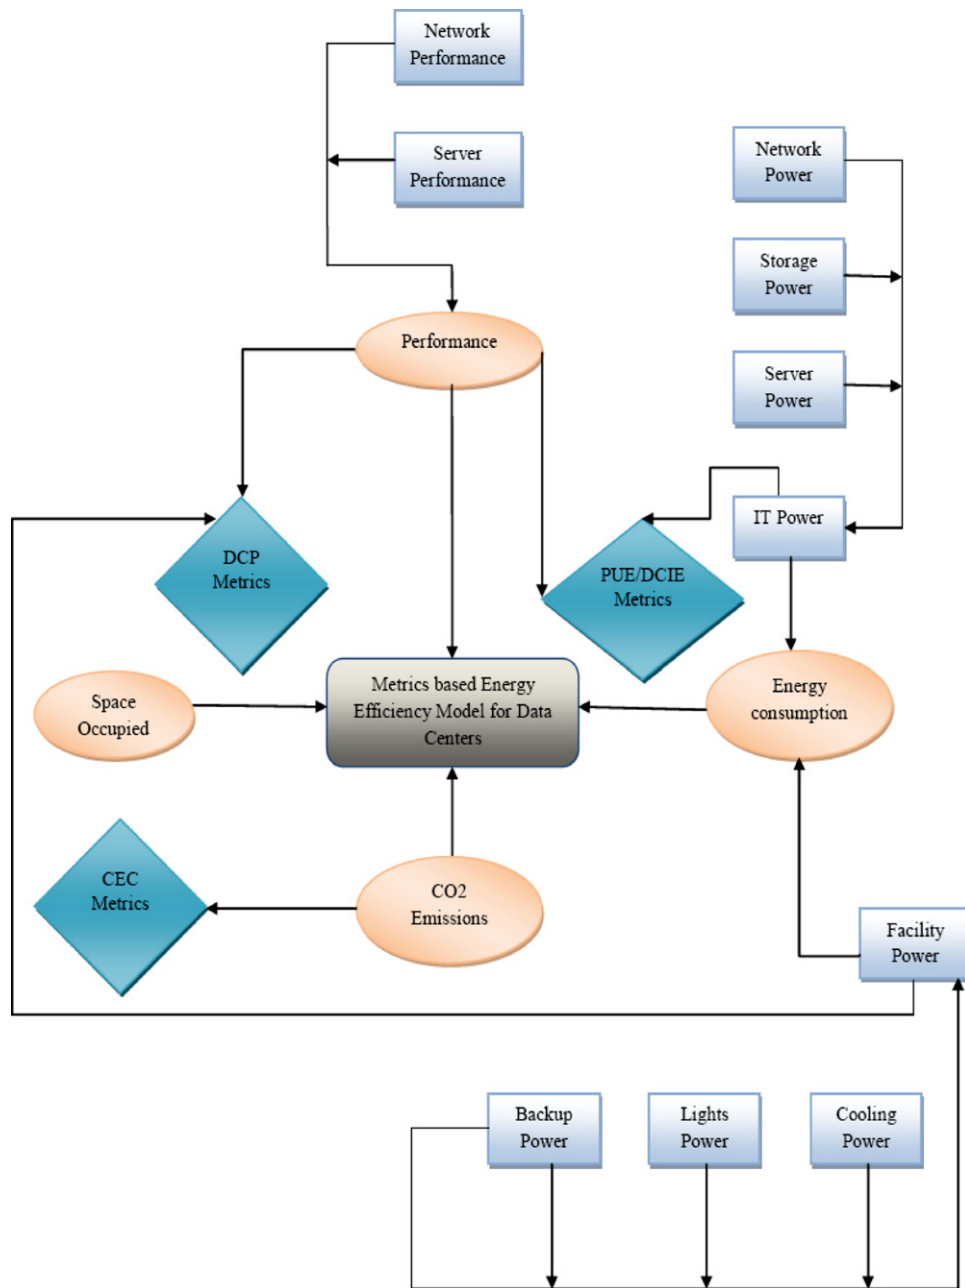 Network
Performance
Server
Performance
Network
Power
Storage
Power
Performance
Server
Power
IT Power
DCP
Metrics
PUE/DCIE
Metrics
Space
Occupied
Metrics based Energy
Efficiency Model for Data
Centers
Energy
consumption
CEC
Metrics
CO2
Emissions
Facility
Power
Backup
Power
Lights
Power
Cooling
Power